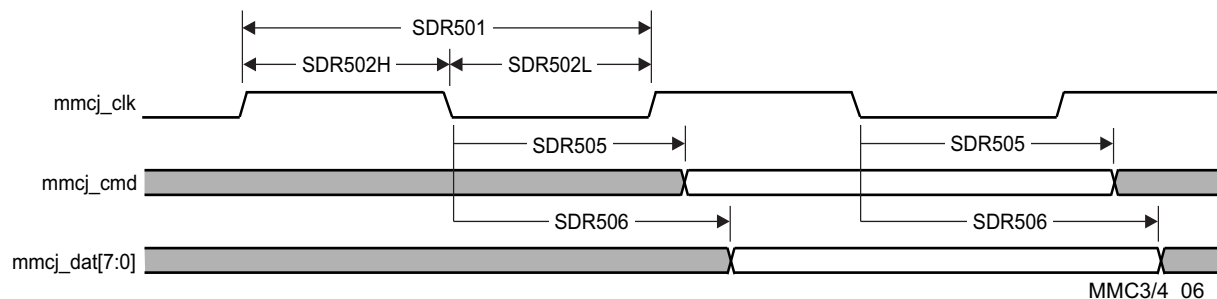 SDR501
SDR502H SDR502L
mmcj_clk
SDR505 SDR505
mmcj_cmd
SDR506 SDR506
mmcj_dat[7:0]
MMC3/4_06